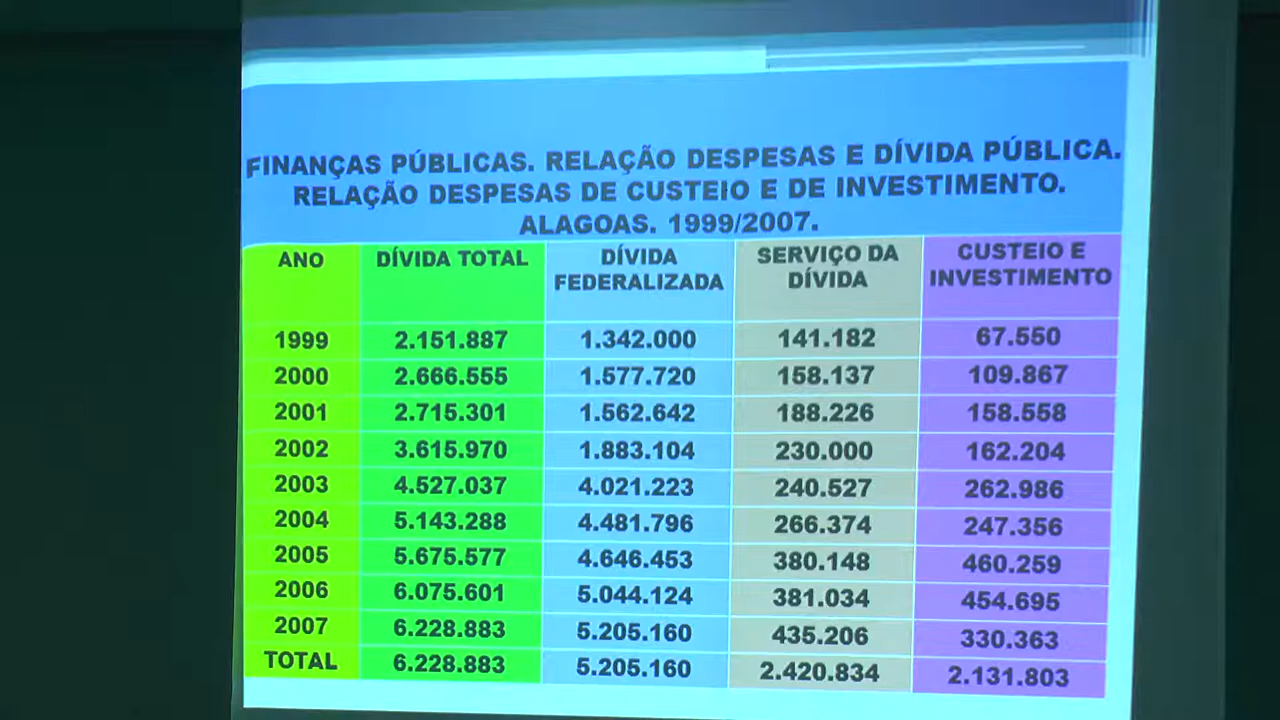 FINANÇAS PÚBLICAS. RELAÇÃO DESPESAS E DÍVIDA PÚBLICA.
RELAÇÃO DESPESAS DE CUSTEIO E DE INVESTIMENTO.
ALAGOAS. 1999/2007.
ANO DÍVIDA TOTAL DÍVIDA FEDERALIZADA SERVIÇO DA DÍVIDA CUSTEIO E INVESTIMENTO
1999 2.151.887 1.342.000 141.182 67.550
2000 2.666.555 1.577.720 158.137 109.867
2001 2.715.301 1.562.642 188.226 158.558
2002 3.615.970 1.883.104 230.000 162.204
2003 4.527.037 4.021.223 240.527 262.986
2004 5.143.288 4.481.796 266.374 247.356
2005 5.675.577 4.646.453 380.148 460.259
2006 6.075.601 5.044.124 381.034 454.695
2007 6.228.883 5.205.160 435.206 330.363
TOTAL 6.228.883 5.205.160 2.420.834 2.131.803